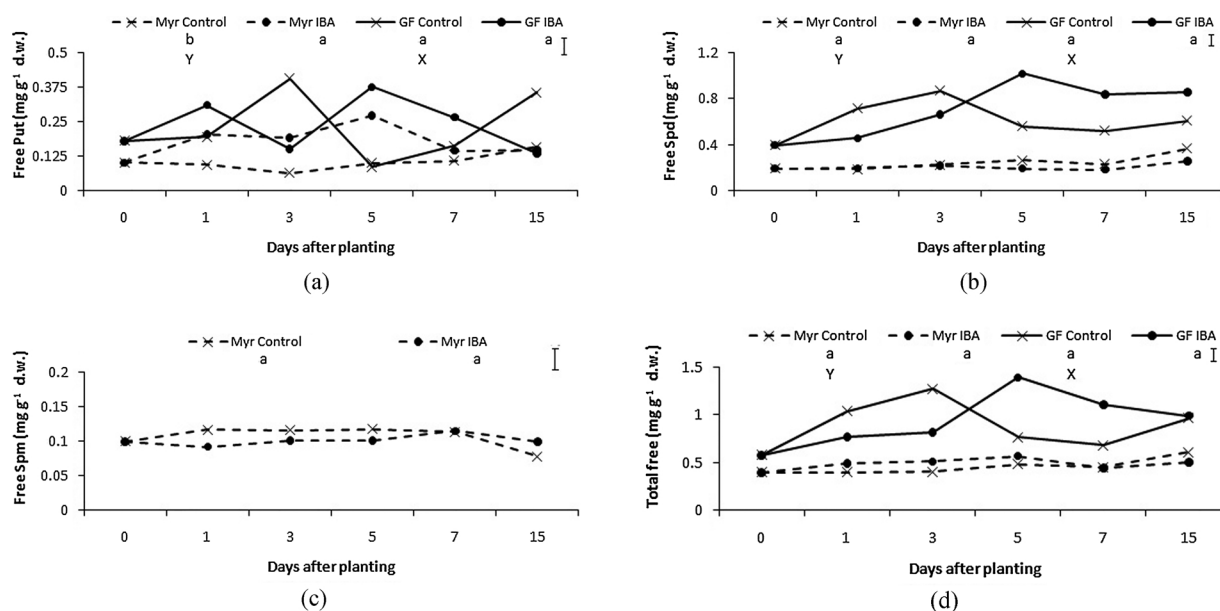 Myr Control Myr IBA GF Control GF IBA
b a a a
Y X
Free Put (mg g⁻¹ d.w.)
0.5
0.375
0.25
0.125
0
0 1 3 5 7 15
Days after planting
(a)
Myr Control Myr IBA GF Control GF IBA
a a a a
Y X
Free Spd (mg g⁻¹ d.w.)
1.2
0.8
0.4
0
0 1 3 5 7 15
Days after planting
(b)
Myr Control Myr IBA
a a
Free Spm (mg g⁻¹ d.w.)
0.2
0.15
0.1
0.05
0
0 1 3 5 7 15
Days after planting
(c)
Myr Control Myr IBA GF Control GF IBA
a a a a
Y X
Total free (mg g⁻¹ d.w.)
1.5
1
0.5
0
0 1 3 5 7 15
Days after planting
(d)